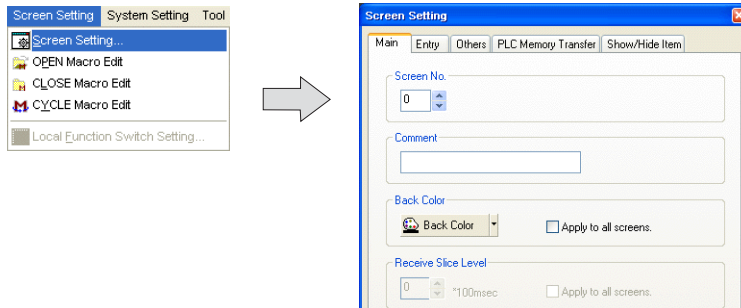 Screen Setting System Setting Tool
Screen Setting...
OPEN Macro Edit
CLOSE Macro Edit
CYCLE Macro Edit
Local Function Switch Setting...
Screen Setting
Main Entry Others PLC Memory Transfer Show/Hide Item
Screen No.
0
Comment
Back Color
Back Color Apply to all screens.
Receive Slice Level
0 *100msec Apply to all screens.